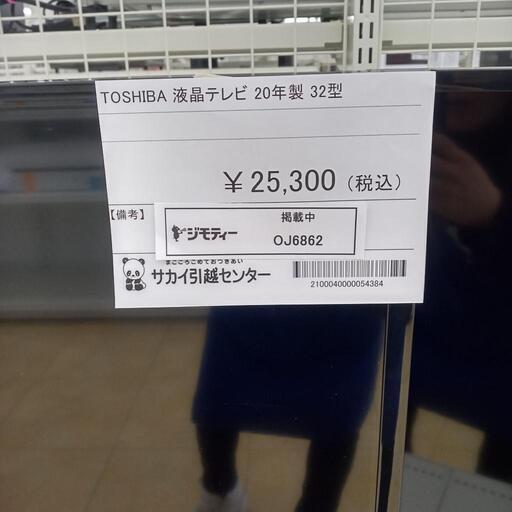 TOSHIBA 液晶テレビ 20年製 32型
￥25,300（税込）
【備考】
ジモティー
掲載中
OJ6862
まごころこめておつきあい
サカイ引越センター
2100040000054384